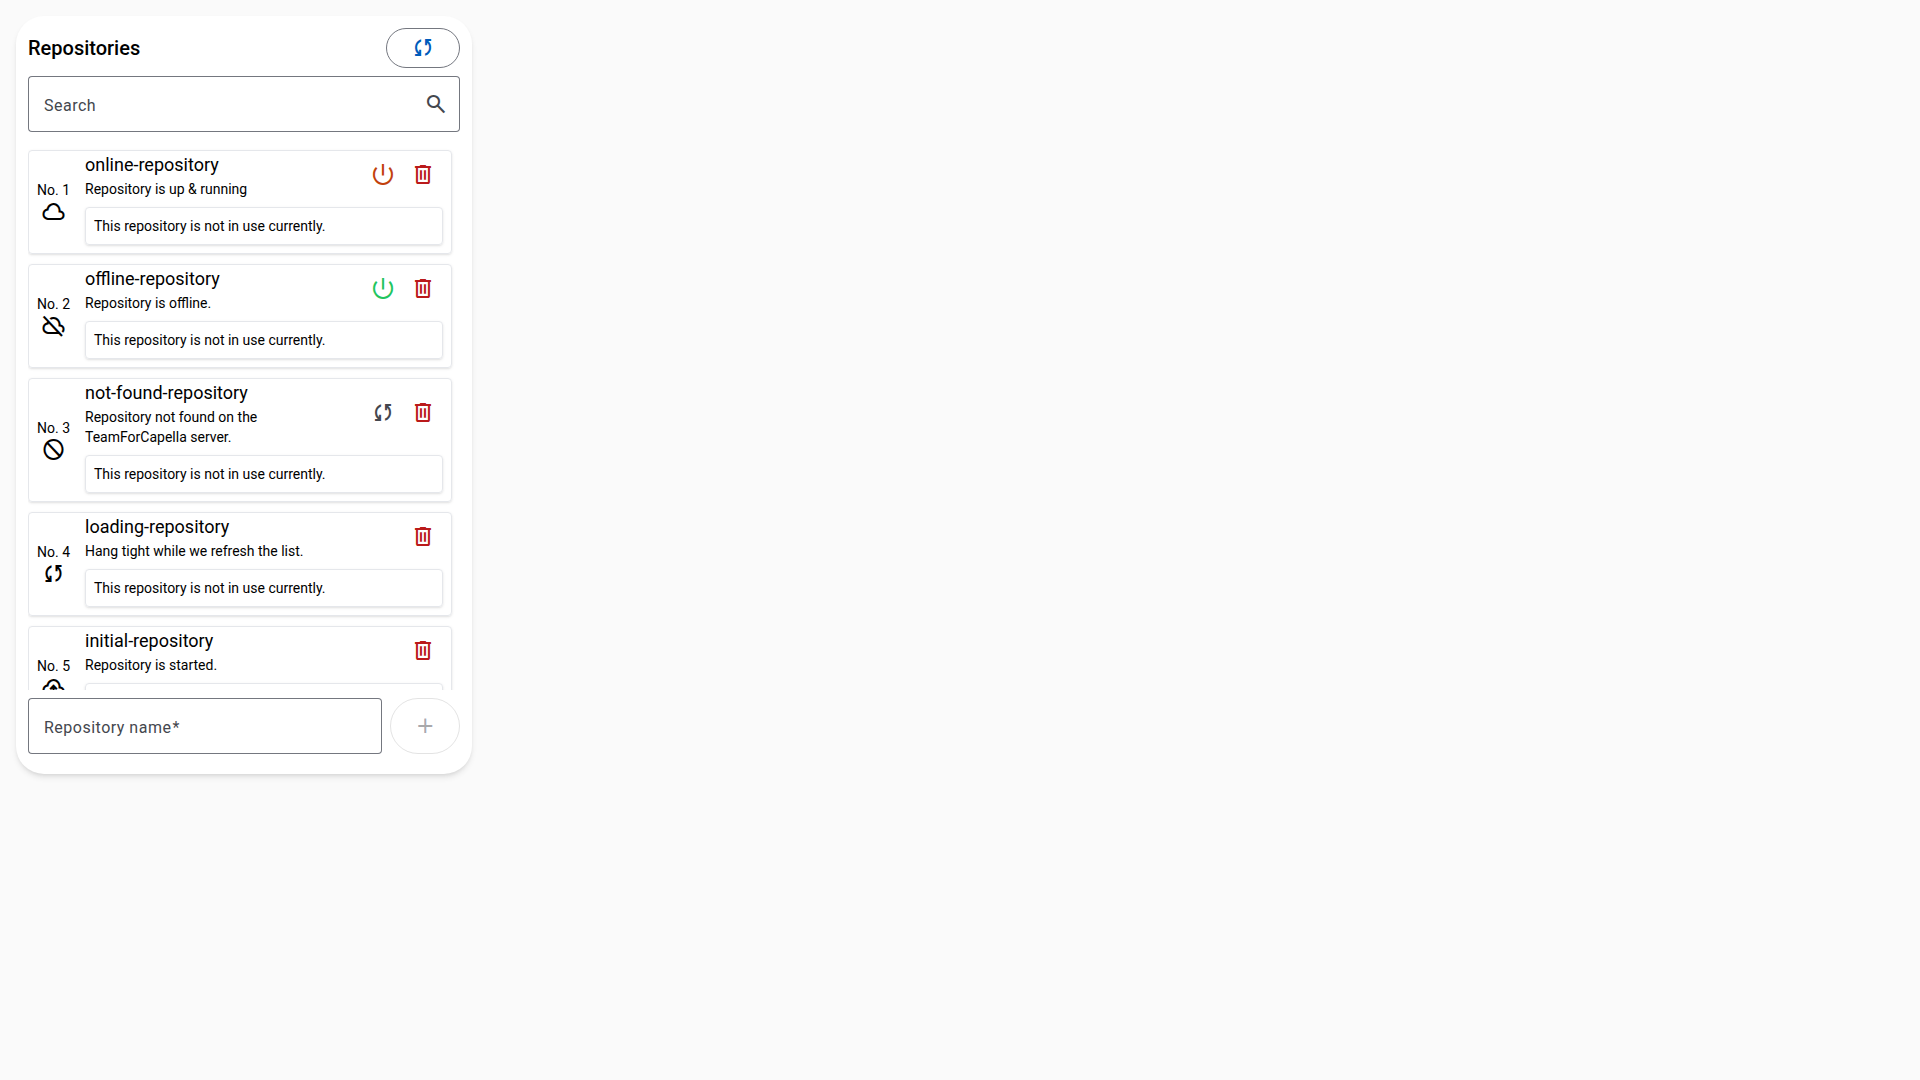 Repositories
Search
online-repository
No. 1
Repository is up & running
This repository is not in use currently.
offline-repository
No. 2
Repository is offline.
This repository is not in use currently.
not-found-repository
Repository not found on the
No. 3
TeamForCapella server.
This repository is not in use currently.
loading-repository
No. 4
Hang tight while we refresh the list.
This repository is not in use currently.
initial-repository
No. 5
Repository is started.
Repository name*